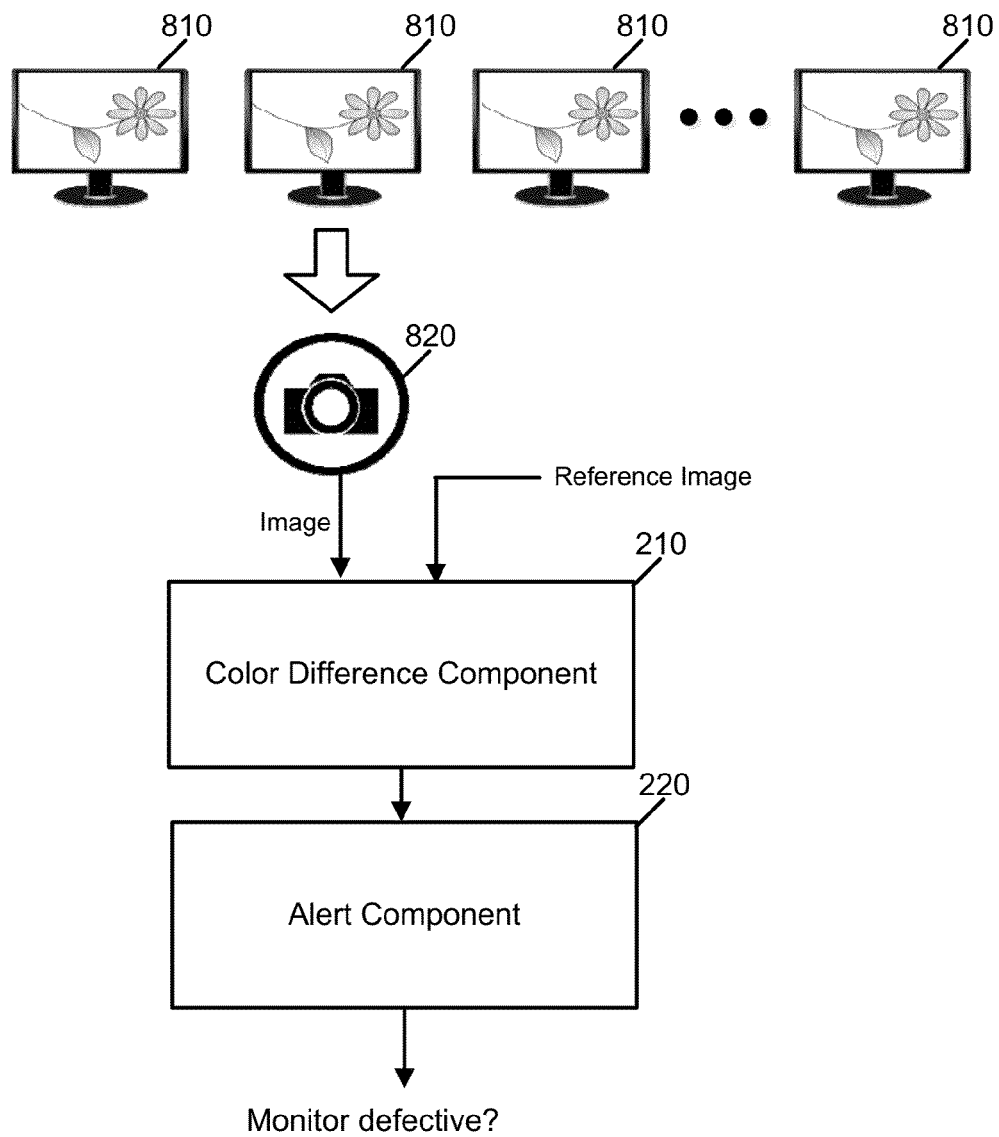 810 810 810 810
820
Reference Image
Image
210
Color Difference Component
220
Alert Component
Monitor defective?